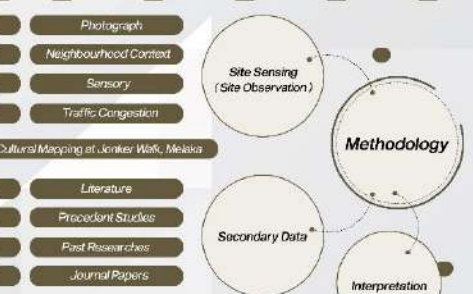 Photograph
Neighbourhood Context
Sensory
Traffic Congestion
Cultural Mapping at Jonker Walk, Melaka
Literature
Precedent Studies
Past Researches
Journal Papers
Site Sensing
(Site Observation)
Secondary Data
Methodology
Interpretation